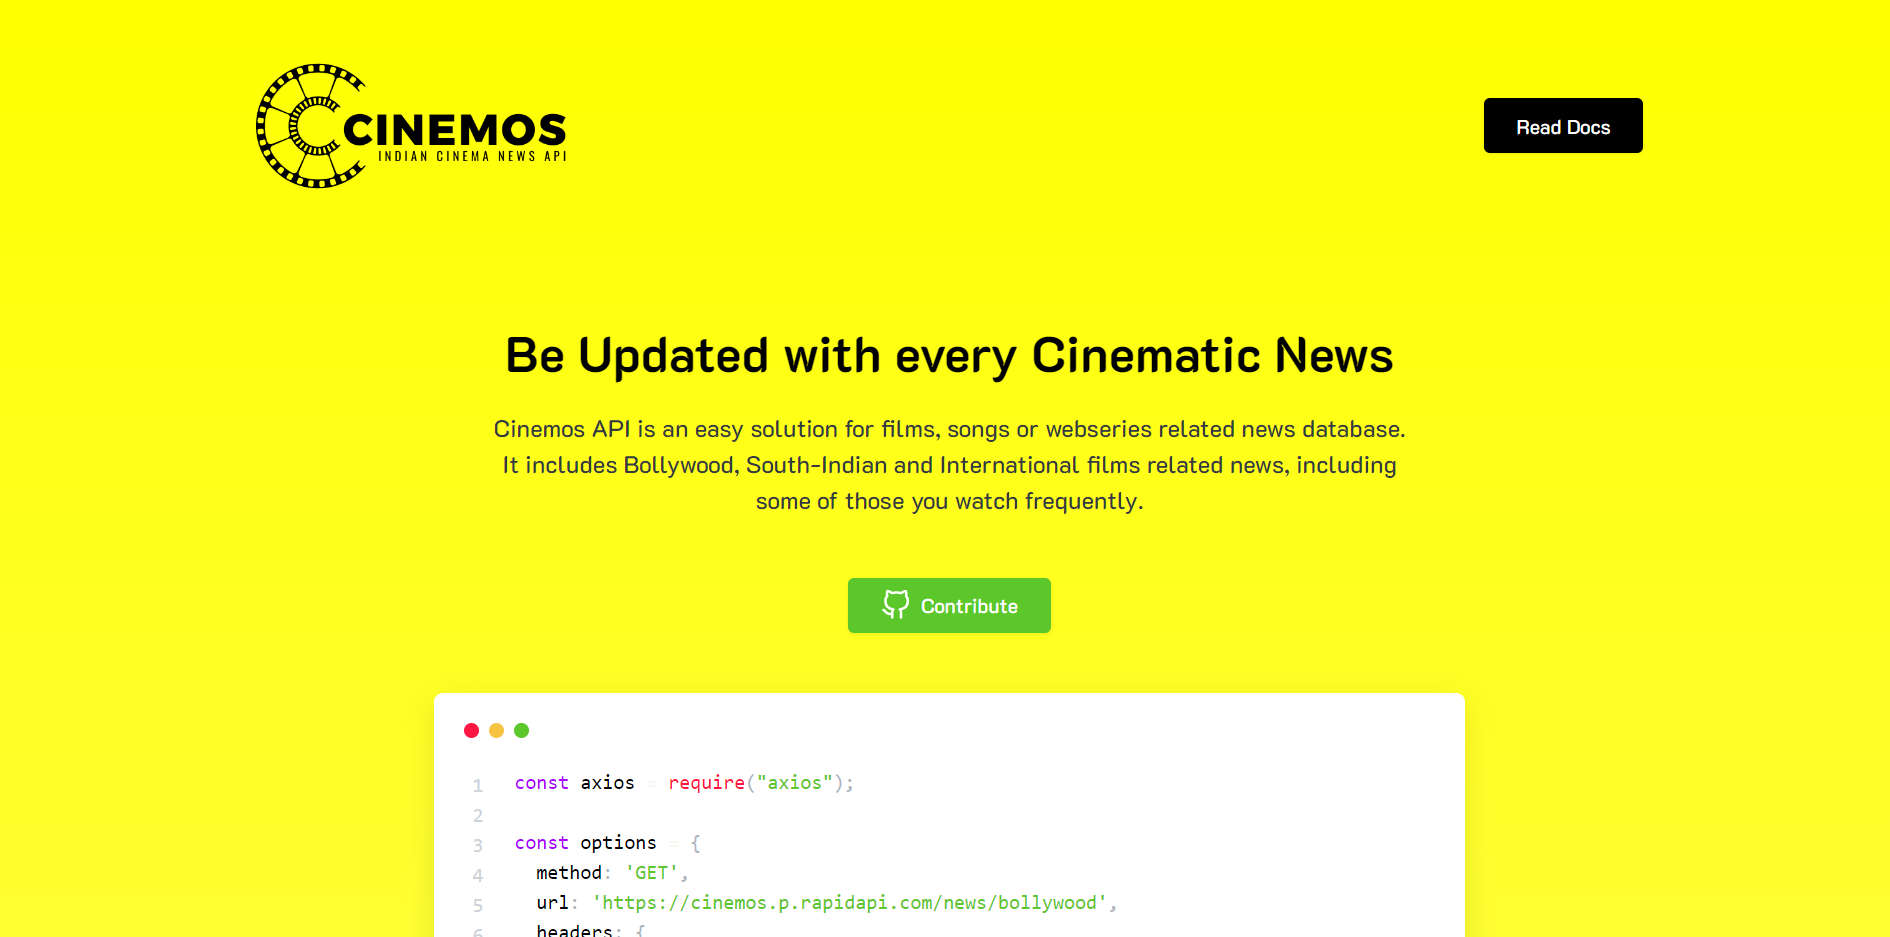 CINEMOS
INDIAN CINEMA NEWS API
Read Docs
Be Updated with every Cinematic News
Cinemos API is an easy solution for films, songs or webseries related news database.
It includes Bollywood, South-Indian and International films related news, including
some of those you watch frequently.
Contribute
1 const axios = require("axios");
2
3 const options = {
4 method: 'GET',
5 url: 'https://cinemos.p.rapidapi.com/news/bollywood',
6 headers: {